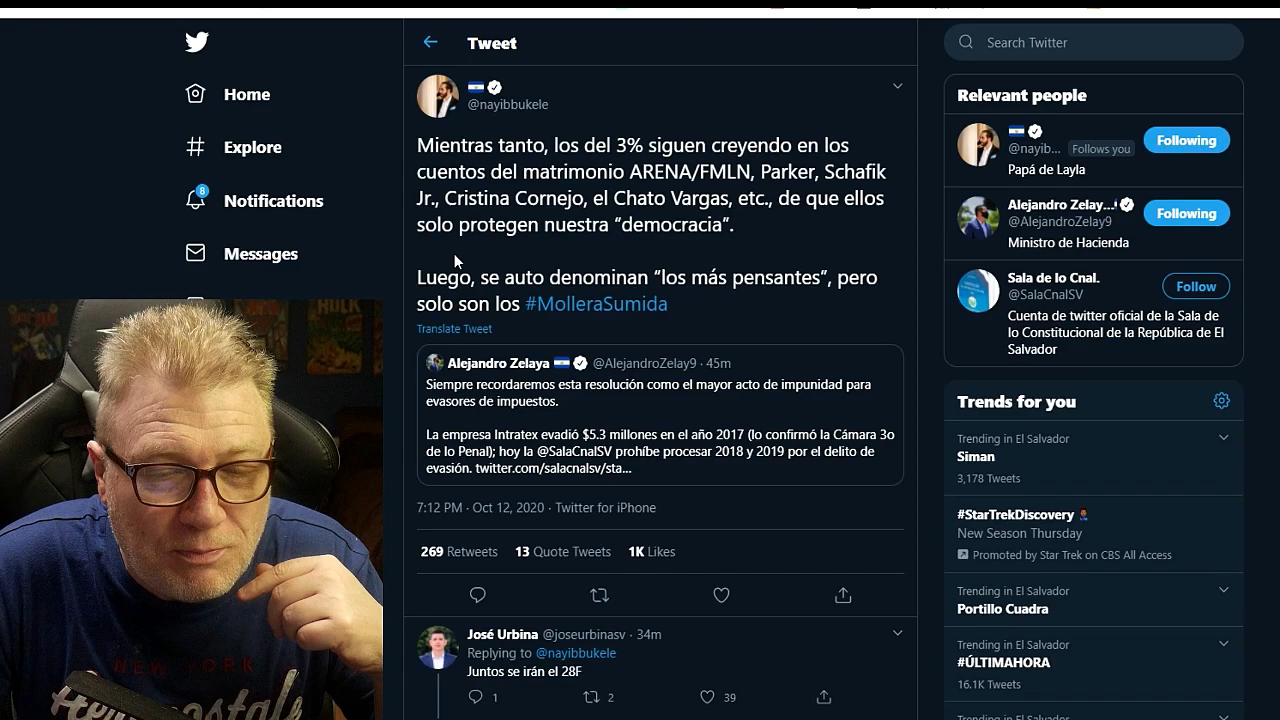 Home
Explore
8
Notifications
Messages
Tweet
@nayibbukele
Mientras tanto, los del 3% siguen creyendo en los
cuentos del matrimonio ARENA/FMLN, Parker, Schafik
Jr., Cristina Cornejo, el Chato Vargas, etc., de que ellos
solo protegen nuestra “democracia”.
Luego, se auto denominan “los más pensantes”, pero
solo son los #MolleraSumida
Translate Tweet
Alejandro Zelaya @AlejandroZelay9 · 45m
Siempre recordaremos esta resolución como el mayor acto de impunidad para
evasores de impuestos.
La empresa Intratex evadió $5.3 millones en el año 2017 (lo confirmó la Cámara 3o
de lo Penal); hoy la @SalaCnalSV prohíbe procesar 2018 y 2019 por el delito de
evasión. twitter.com/salacnalsv/sta...
7:12 PM · Oct 12, 2020 · Twitter for iPhone
269 Retweets 13 Quote Tweets 1K Likes
José Urbina @joseurbinasv · 34m
Replying to @nayibbukele
Juntos se irán el 28F
1 2 39
Search Twitter
Relevant people
@nayib... Follows you
Following
Papá de Layla
Alejandro Zelay...
@AlejandroZelay9
Following
Ministro de Hacienda
Sala de lo Cnal.
@SalaCnalSV
Follow
Cuenta de twitter oficial de la Sala de
lo Constitucional de la República de El
Salvador
Trends for you
Trending in El Salvador
Siman
3,178 Tweets
#StarTrekDiscovery
New Season Thursday
Promoted by Star Trek on CBS All Access
Trending in El Salvador
Portillo Cuadra
Trending in El Salvador
#ÚLTIMAHORA
16.1K Tweets
Trending in El Salvador
NEW YORK